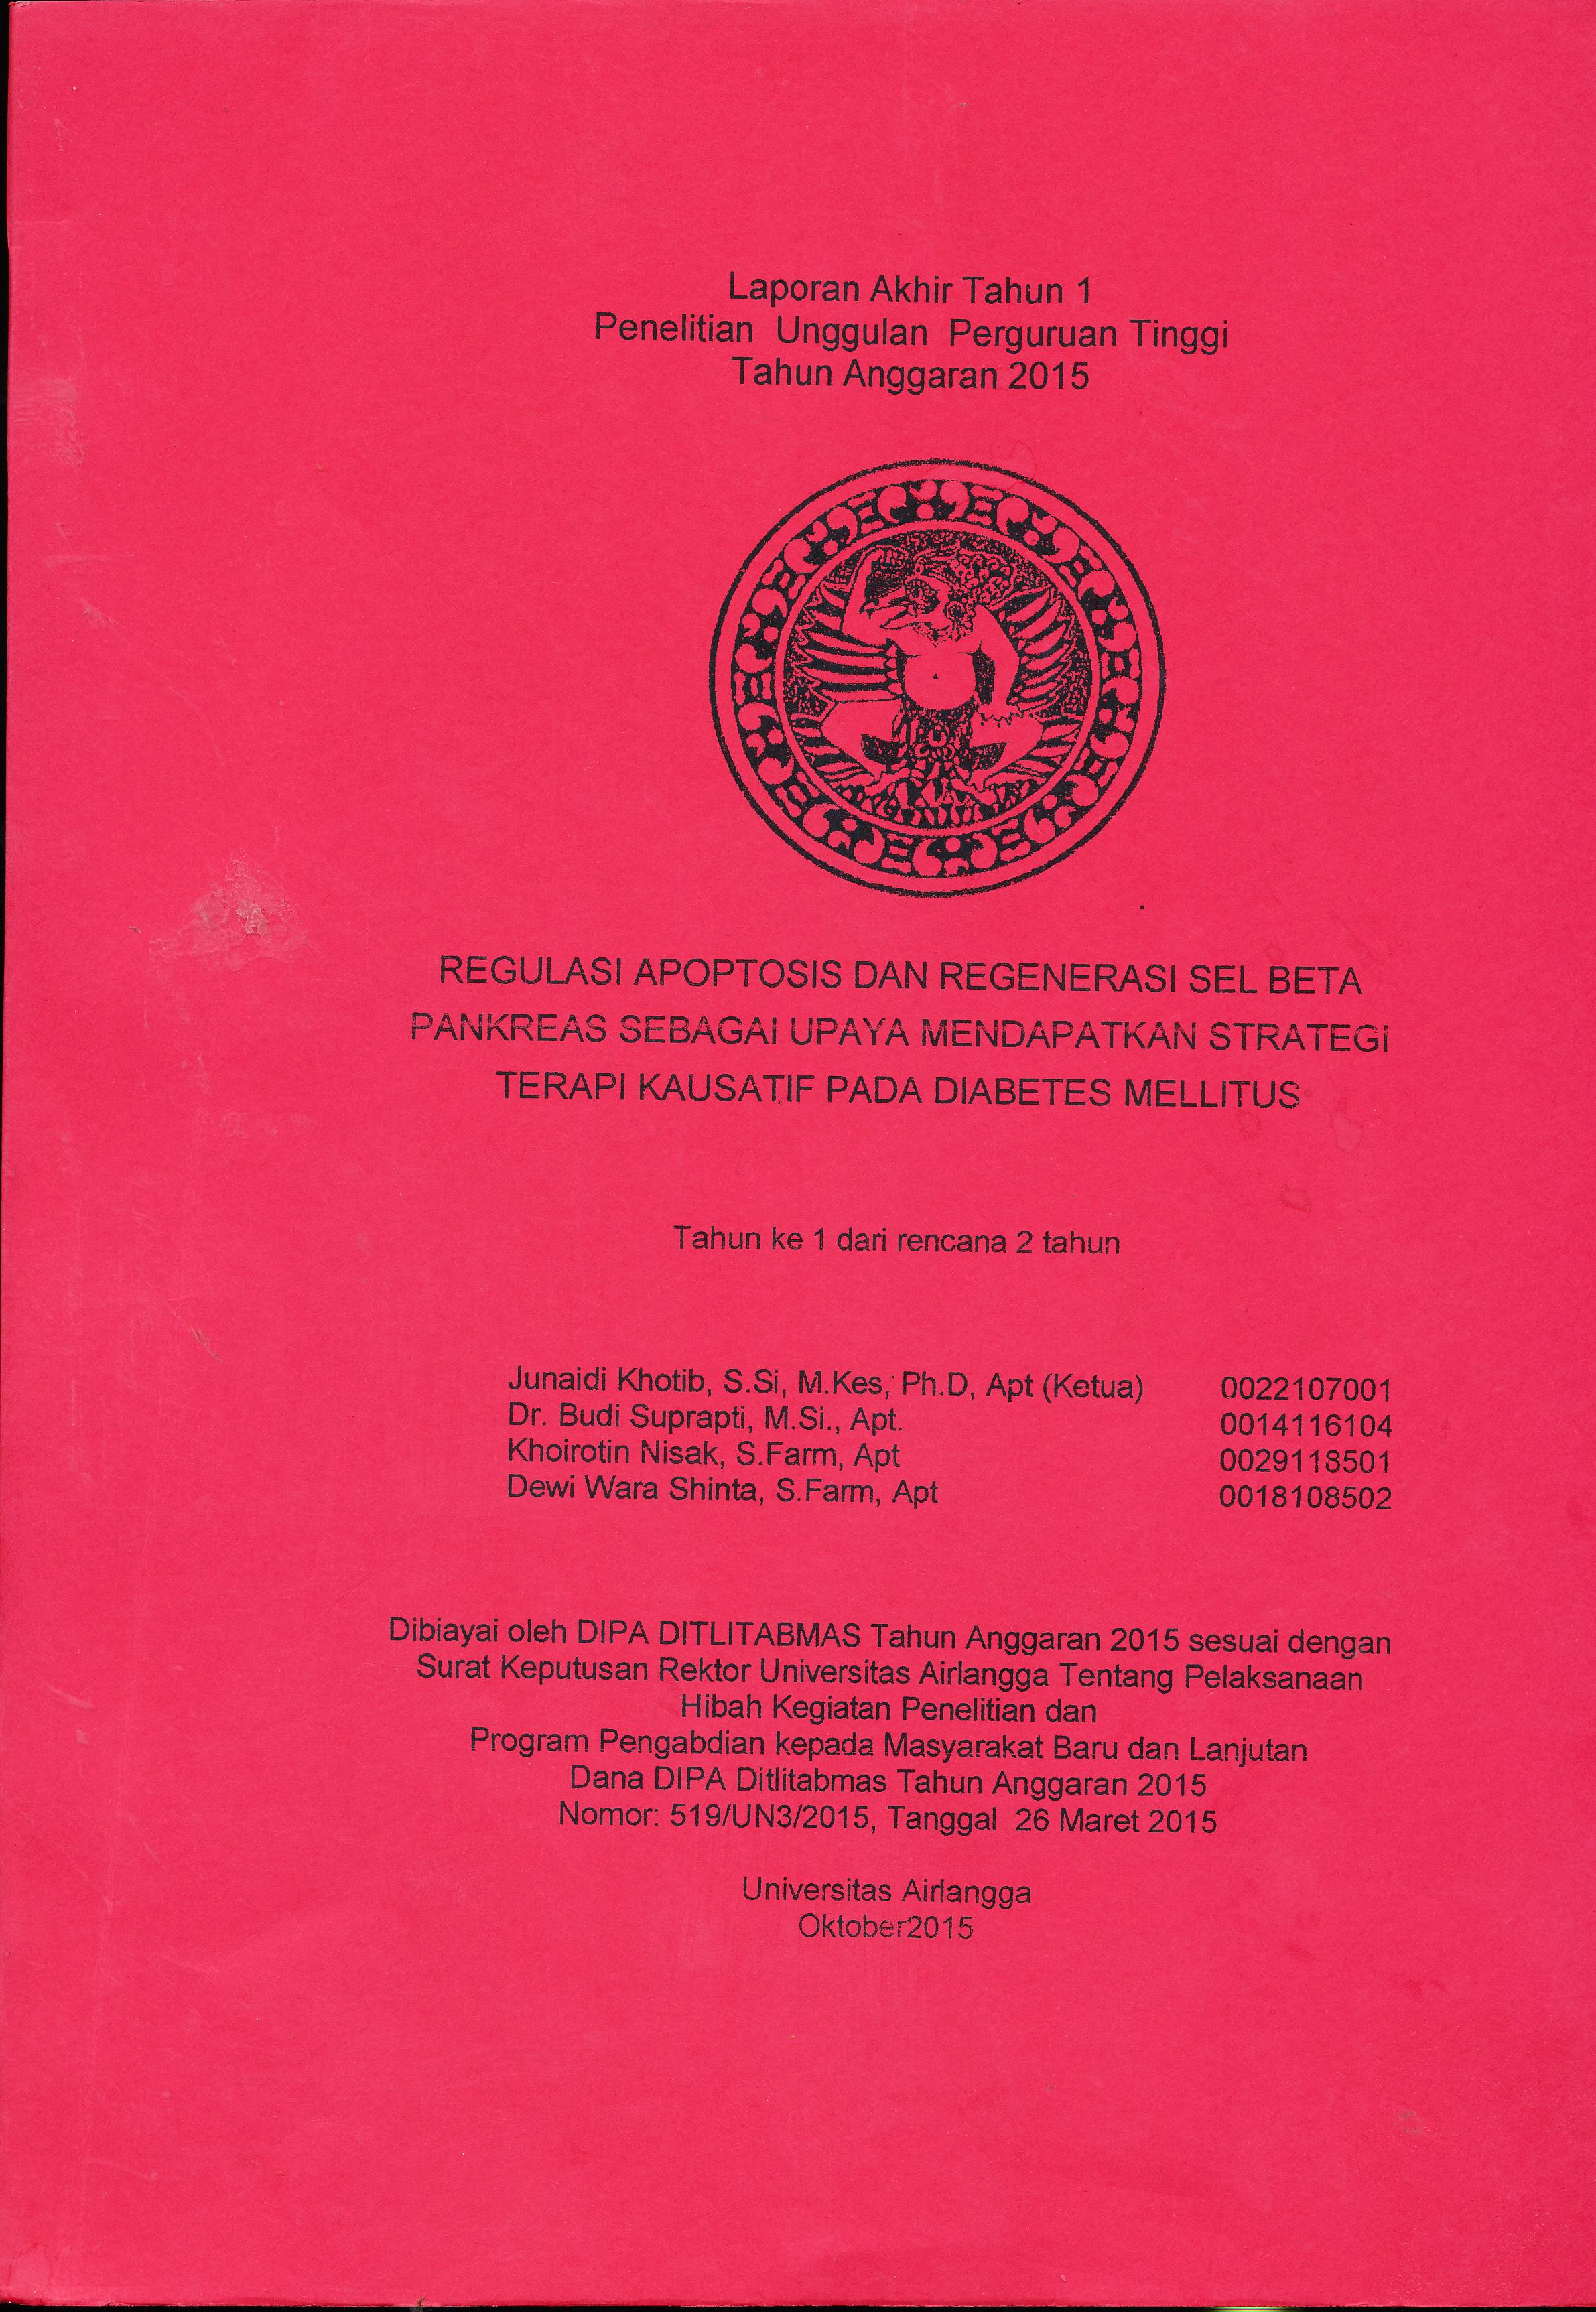 Laporan Akhir Tahun 1
Penelitian Unggulan Perguruan Tinggi
Tahun Anggaran 2015
REGULASI APOPTOSIS DAN REGENERASI SEL BETA
PANKREAS SEBAGAI UPAYA MENDAPATKAN STRATEGI
TERAPI KAUSATIF PADA DIABETES MELLITUS
Tahun ke 1 dari rencana 2 tahun
Junaidi Khotib, S.Si, M.Kes, Ph.D, Apt (Ketua) 0022107001
Dr. Budi Suprapti, M.Si., Apt. 0014116104
Khoirotin Nisak, S.Farm, Apt 0029118501
Dewi Wara Shinta, S.Farm, Apt 0018108502
Dibiayai oleh DIPA DITLITABMAS Tahun Anggaran 2015 sesuai dengan
Surat Keputusan Rektor Universitas Airlangga Tentang Pelaksanaan
Hibah Kegiatan Penelitian dan
Program Pengabdian kepada Masyarakat Baru dan Lanjutan
Dana DIPA Ditlitabmas Tahun Anggaran 2015
Nomor: 519/UN3/2015, Tanggal 26 Maret 2015
Universitas Airlangga
Oktober2015